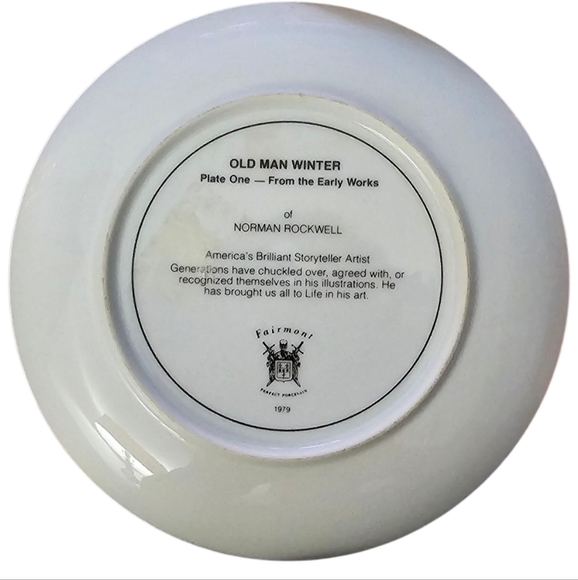 OLD MAN WINTER
Plate One — From the Early Works
of
NORMAN ROCKWELL
America's Brilliant Storyteller Artist
Generations have chuckled over, agreed with, or
recognized themselves in his illustrations. He
has brought us all to Life in his art.
Fairmont
PERFECT PORCELAIN
1979